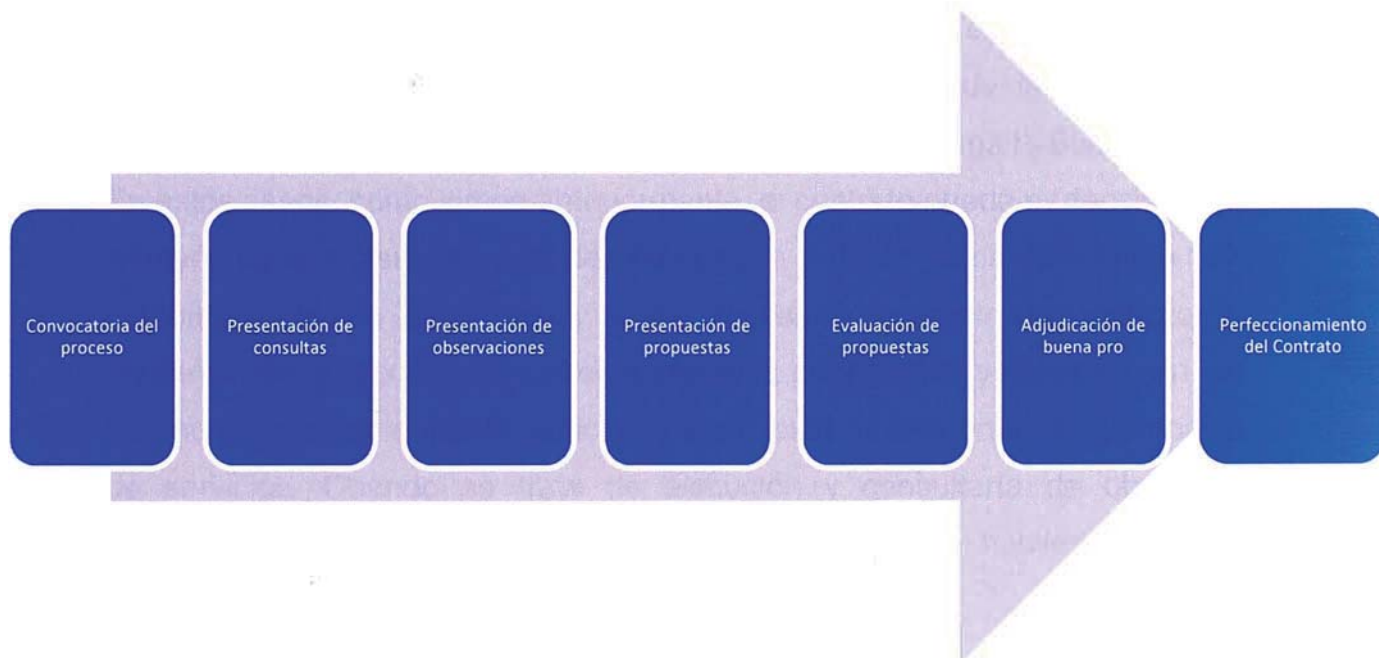 Convocatoria del
proceso
Presentación de
consultas
Presentación de
observaciones
Presentación de
propuestas
Evaluación de
propuestas
Adjudicación de
buena pro
Perfeccionamiento
del Contrato